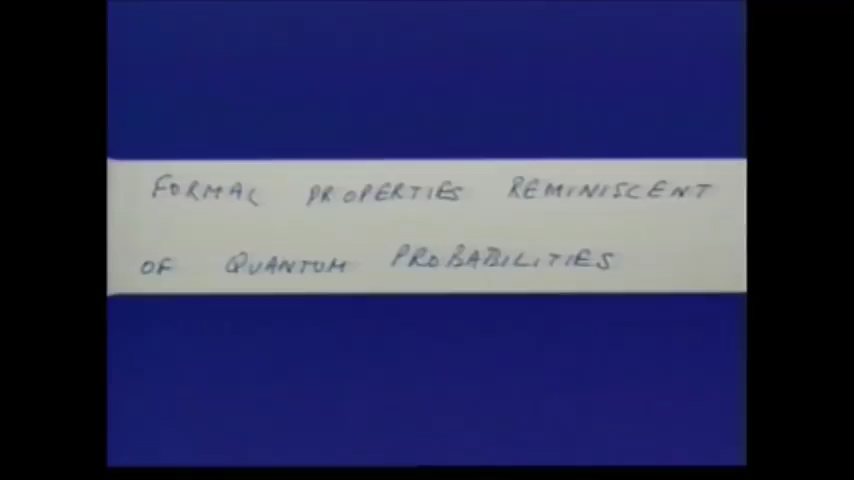 FORMAL PROPERTIES REMINISCENT
OF QUANTUM PROBABILITIES